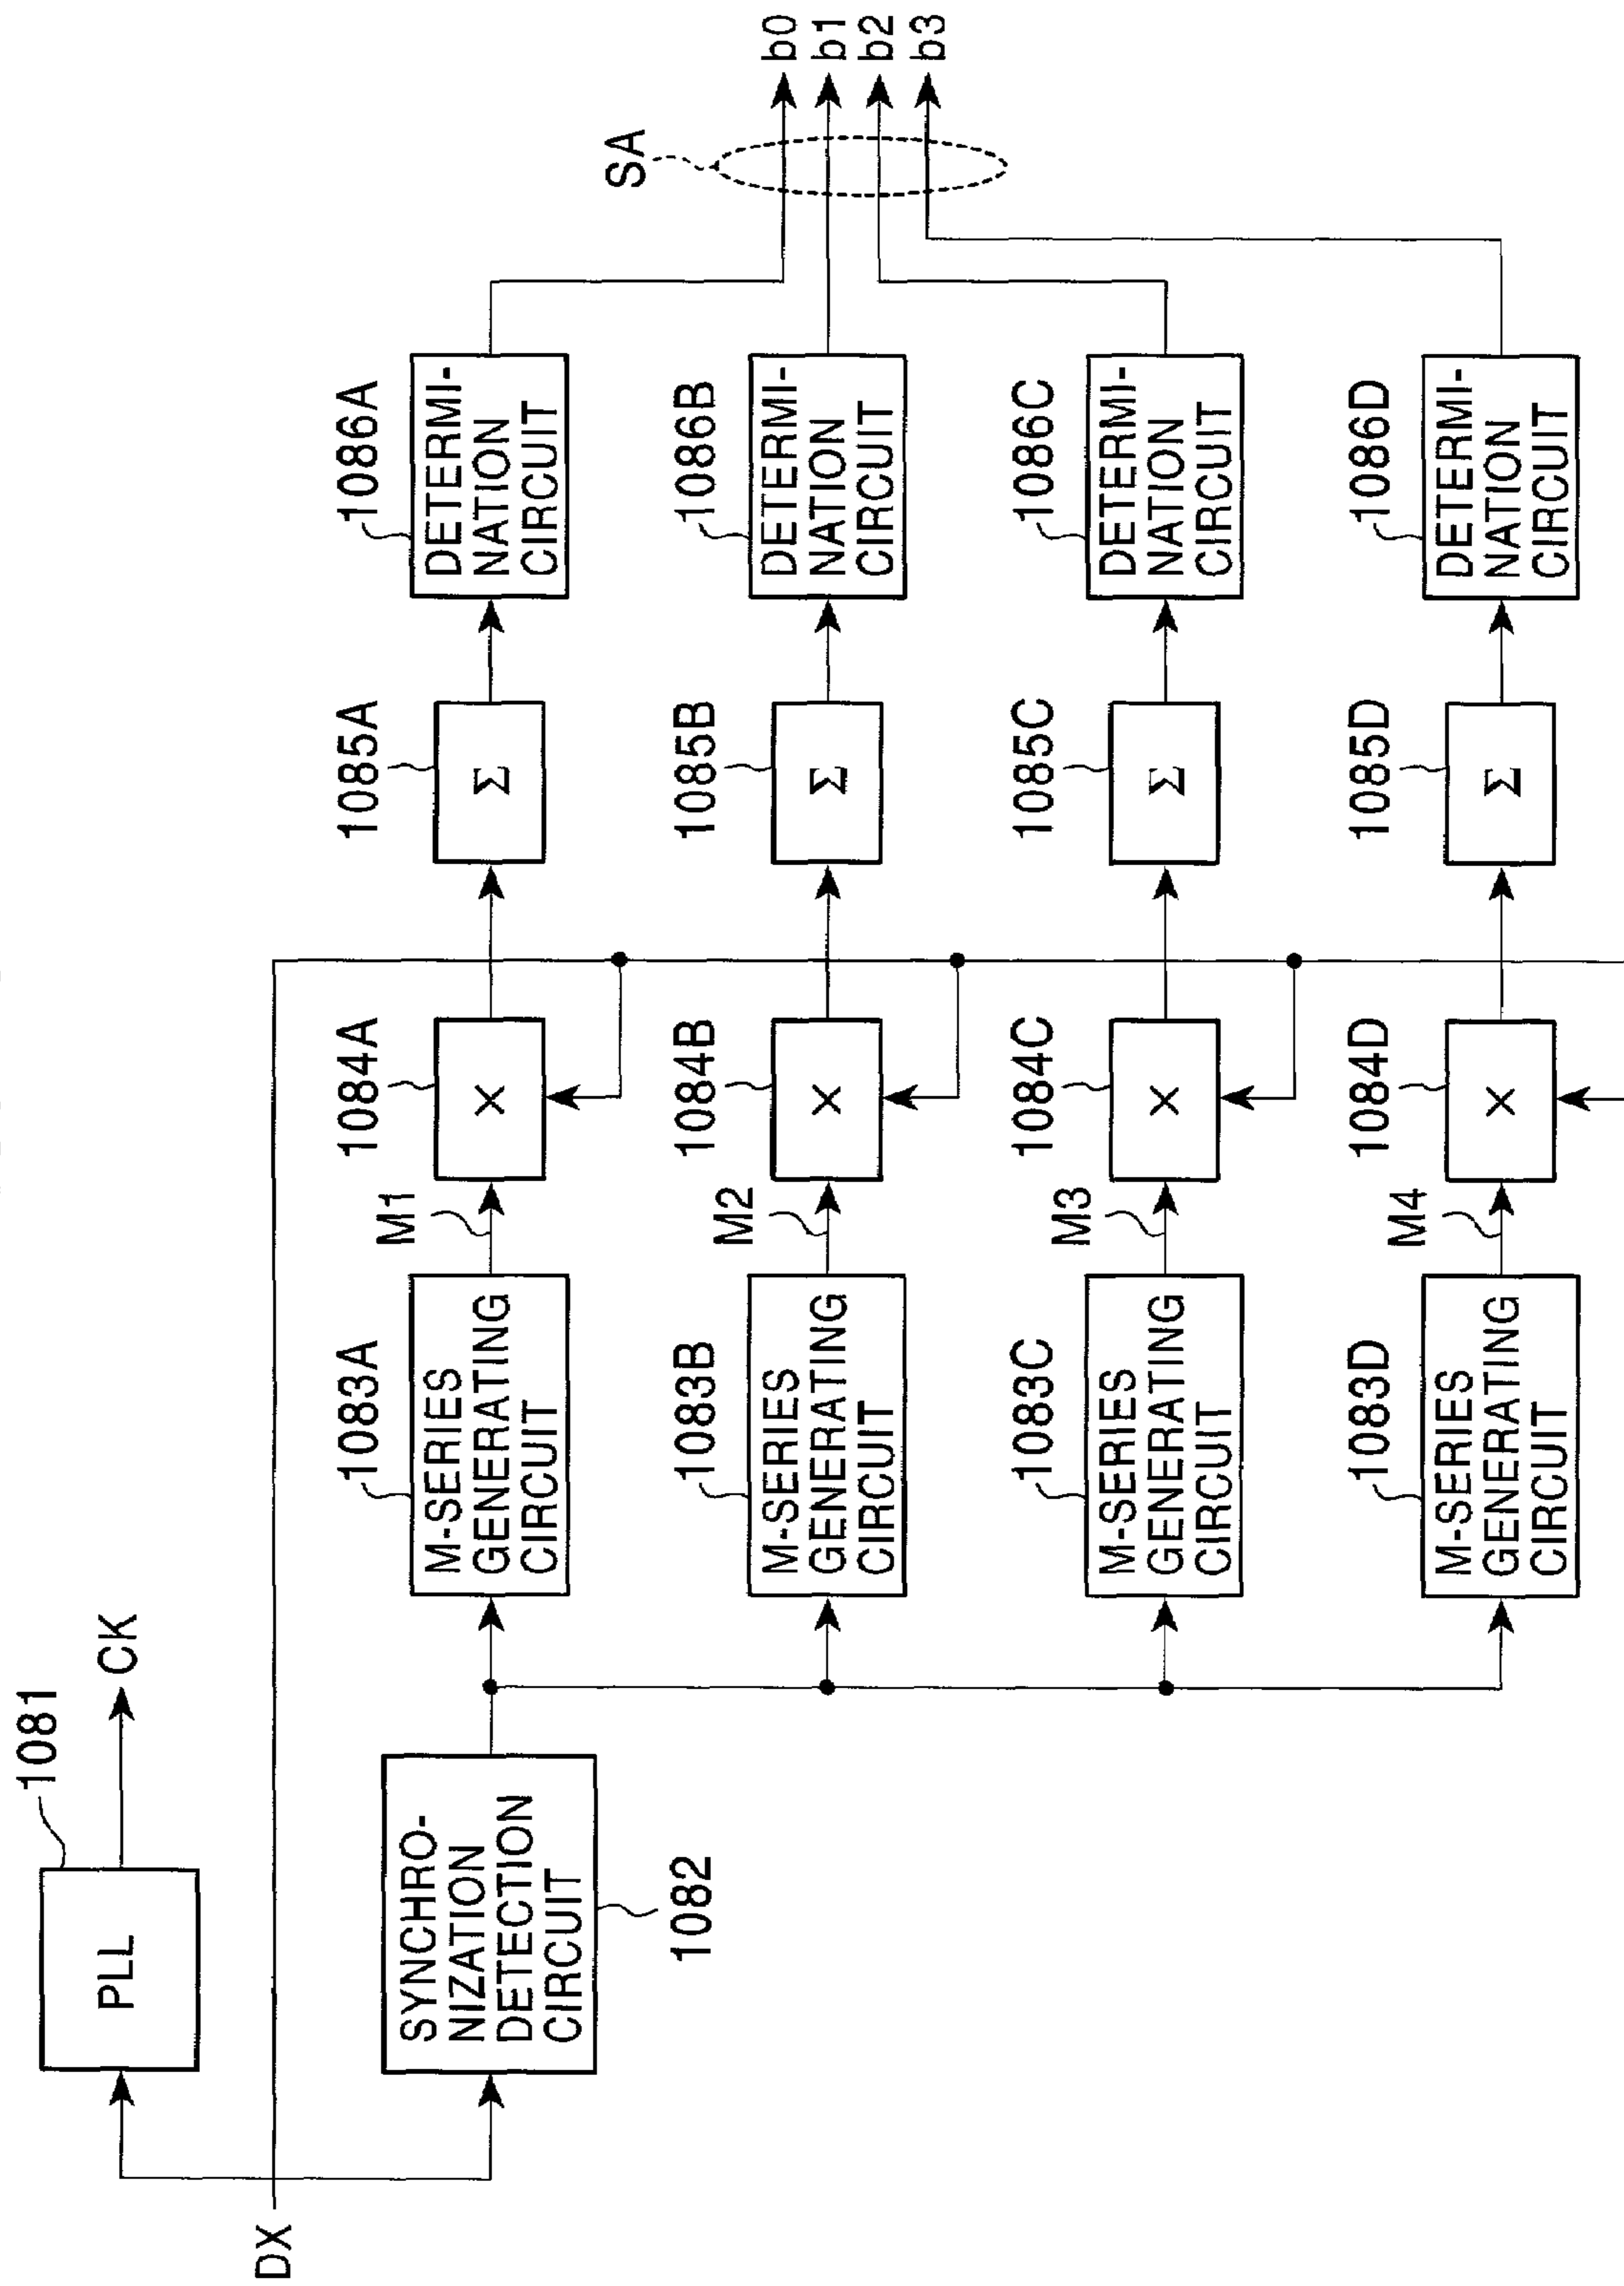 DX
PLL
1081
CK
SYNCHRO-
NIZATION
DETECTION
CIRCUIT
1082
1083A
M-SERIES
GENERATING
CIRCUIT
M1
1084A
×
1085A
Σ
1086A
DETERMI-
NATION
CIRCUIT
1083B
M-SERIES
GENERATING
CIRCUIT
M2
1084B
×
1085B
Σ
1086B
DETERMI-
NATION
CIRCUIT
1083C
M-SERIES
GENERATING
CIRCUIT
M3
1084C
×
1085C
Σ
1086C
DETERMI-
NATION
CIRCUIT
1083D
M-SERIES
GENERATING
CIRCUIT
M4
1084D
×
1085D
Σ
1086D
DETERMI-
NATION
CIRCUIT
SA
b0
b1
b2
b3